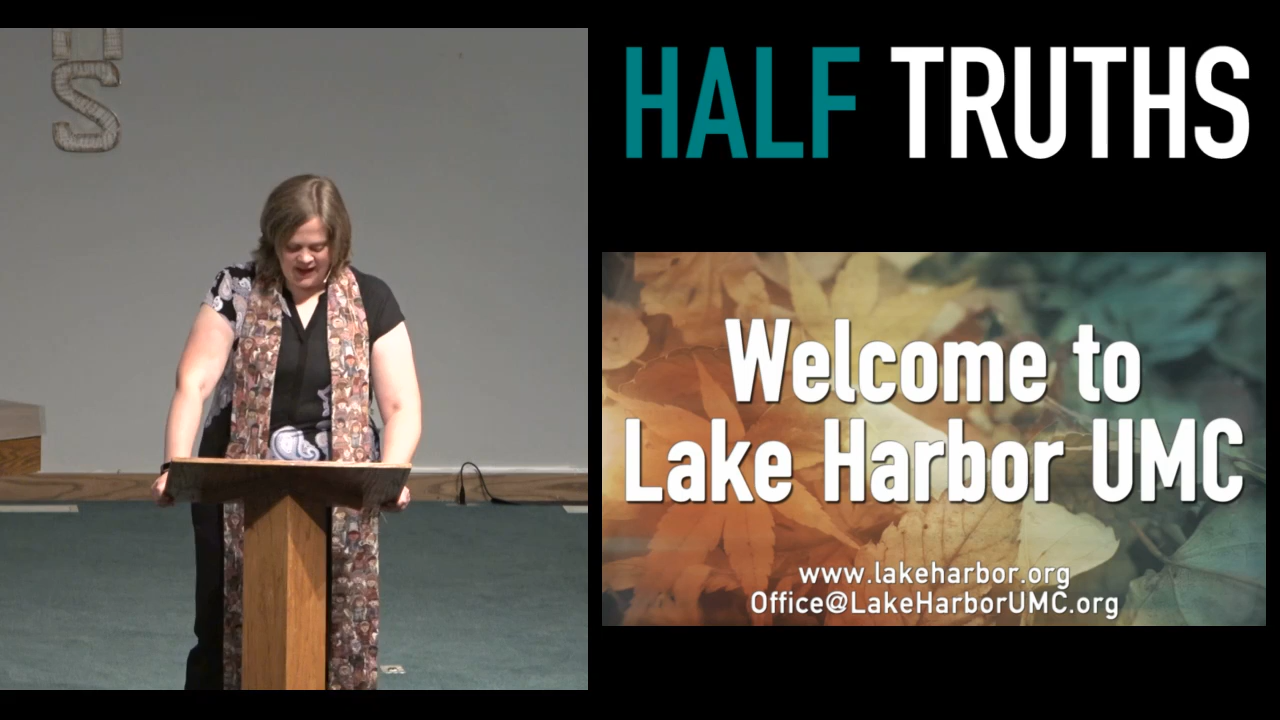 S
HALF TRUTHS
Welcome to
Lake Harbor UMC
www.lakeharbor.org
Office@LakeHarborUMC.org